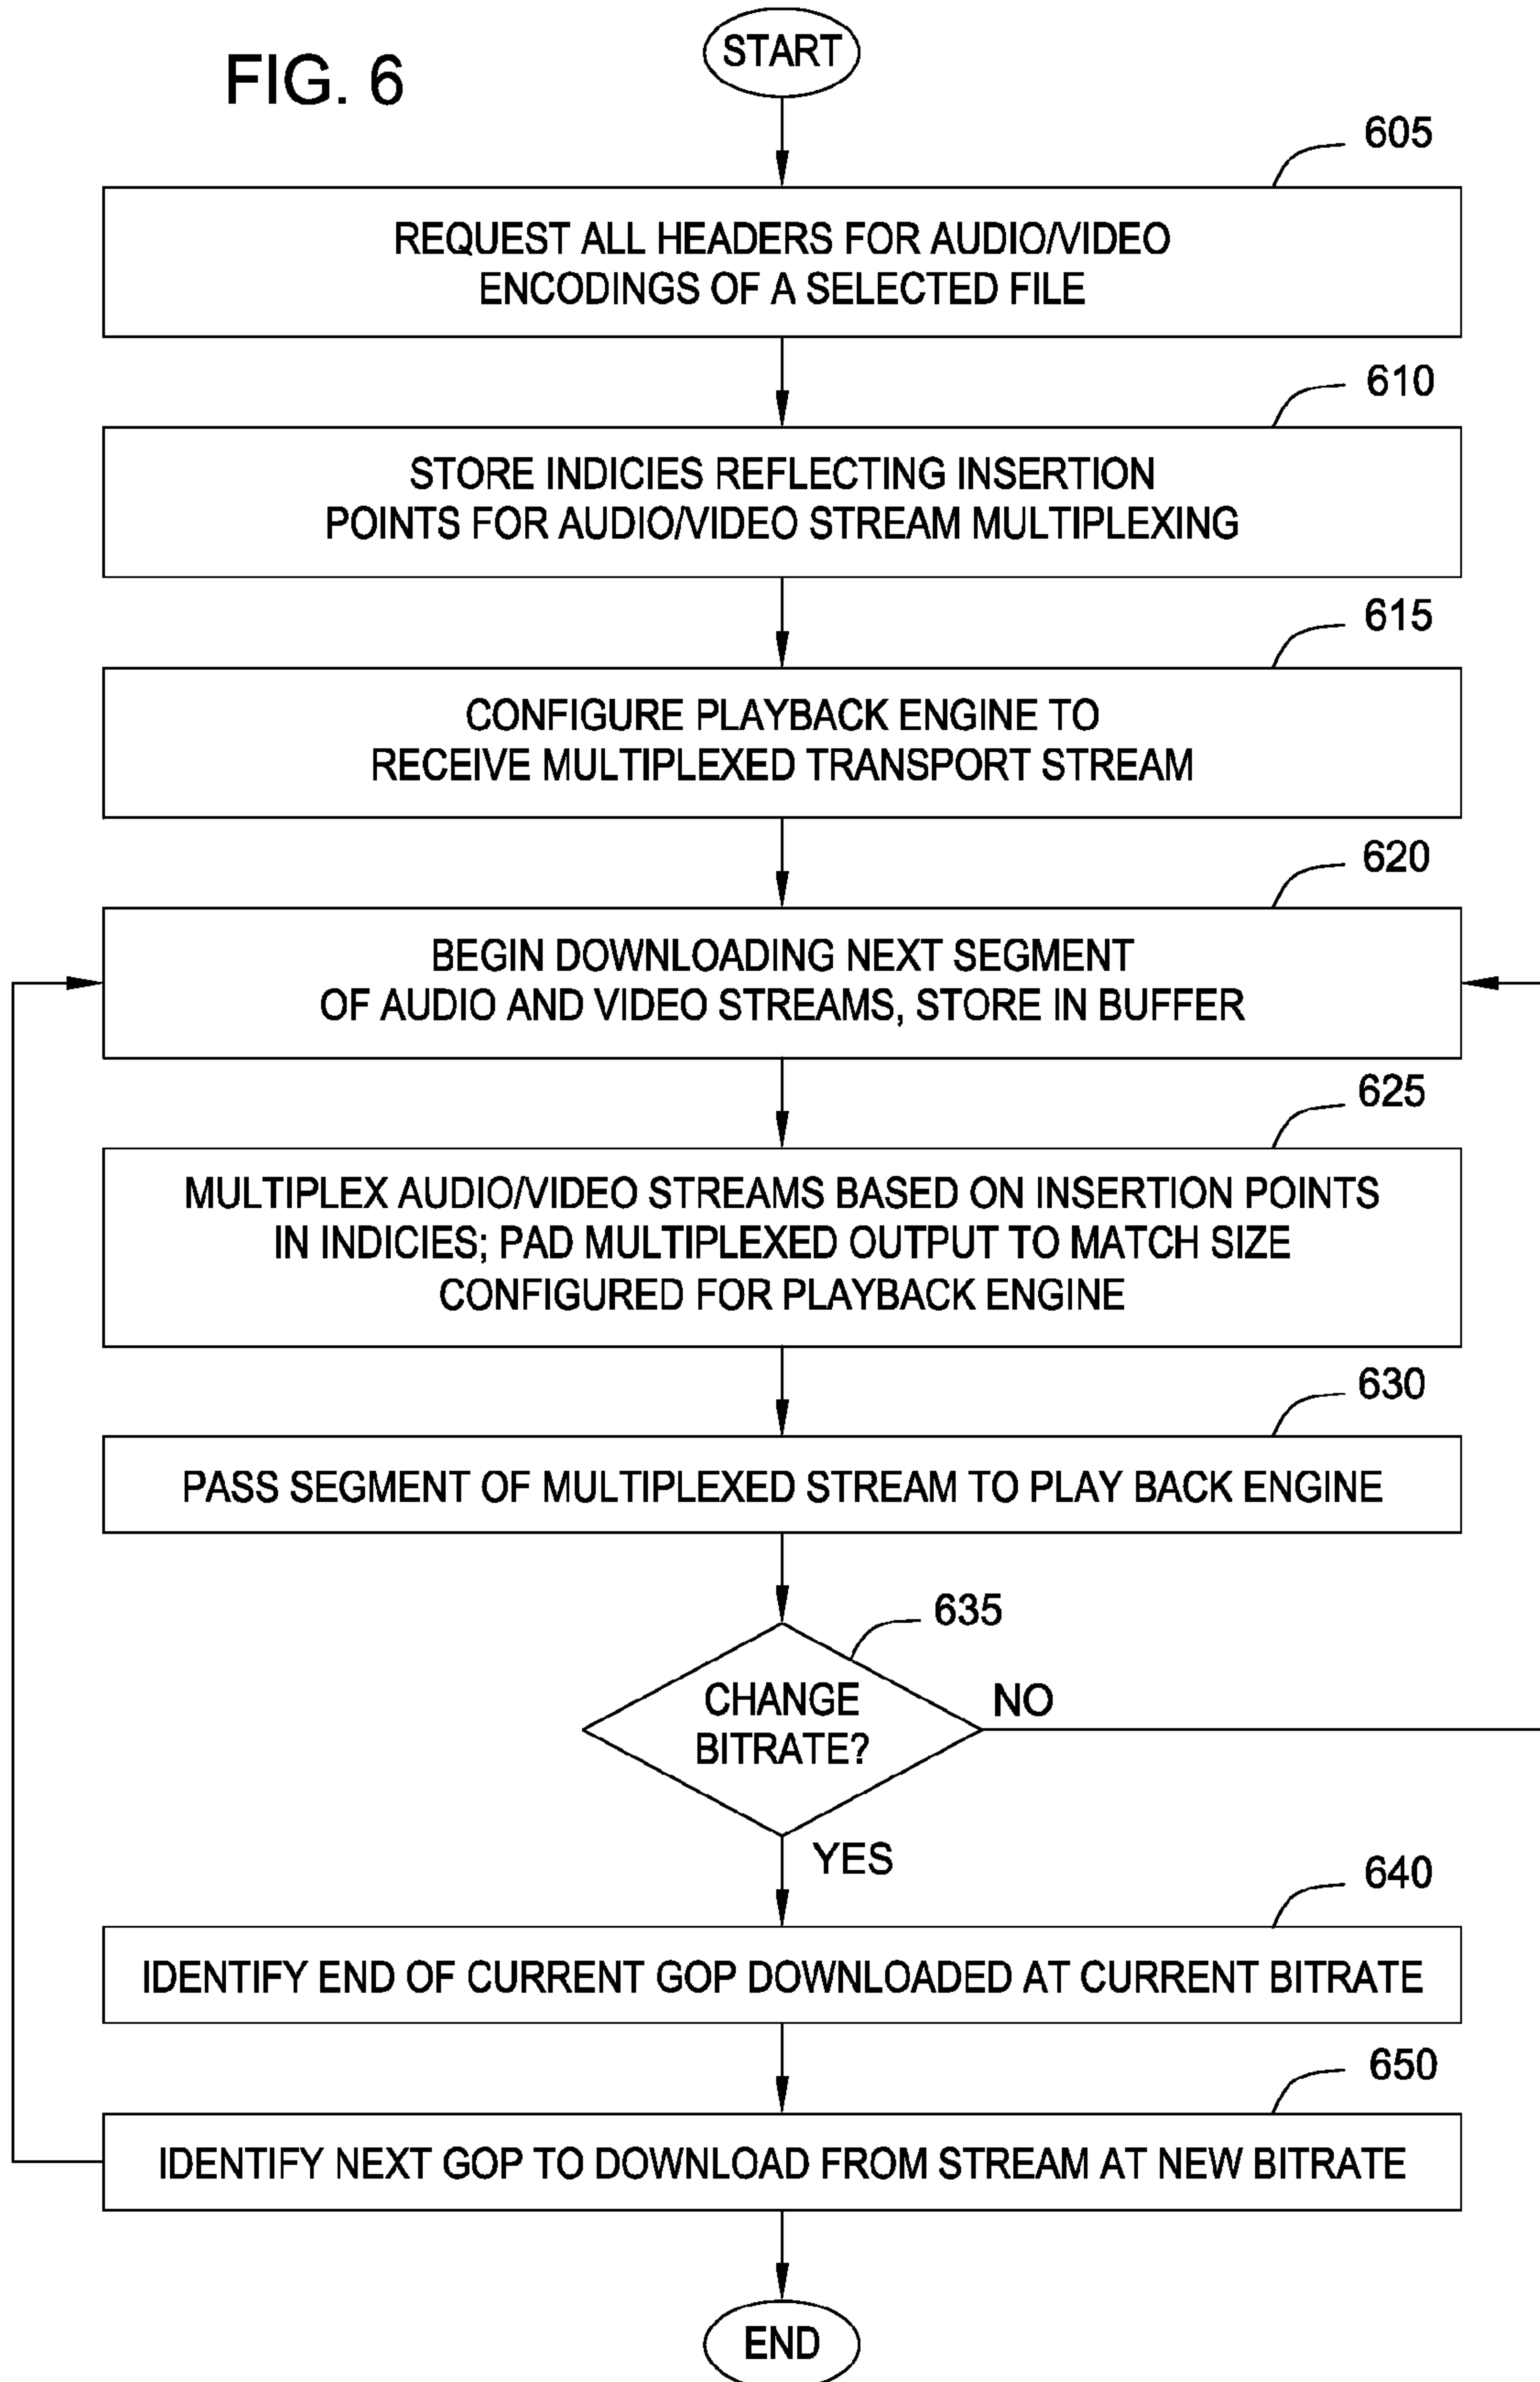 FIG. 6
START
605
REQUEST ALL HEADERS FOR AUDIO/VIDEO
ENCODINGS OF A SELECTED FILE
610
STORE INDICIES REFLECTING INSERTION
POINTS FOR AUDIO/VIDEO STREAM MULTIPLEXING
615
CONFIGURE PLAYBACK ENGINE TO
RECEIVE MULTIPLEXED TRANSPORT STREAM
620
BEGIN DOWNLOADING NEXT SEGMENT
OF AUDIO AND VIDEO STREAMS, STORE IN BUFFER
625
MULTIPLEX AUDIO/VIDEO STREAMS BASED ON INSERTION POINTS
IN INDICIES; PAD MULTIPLEXED OUTPUT TO MATCH SIZE
CONFIGURED FOR PLAYBACK ENGINE
630
PASS SEGMENT OF MULTIPLEXED STREAM TO PLAY BACK ENGINE
635
CHANGE
BITRATE?
NO
YES
640
IDENTIFY END OF CURRENT GOP DOWNLOADED AT CURRENT BITRATE
650
IDENTIFY NEXT GOP TO DOWNLOAD FROM STREAM AT NEW BITRATE
END